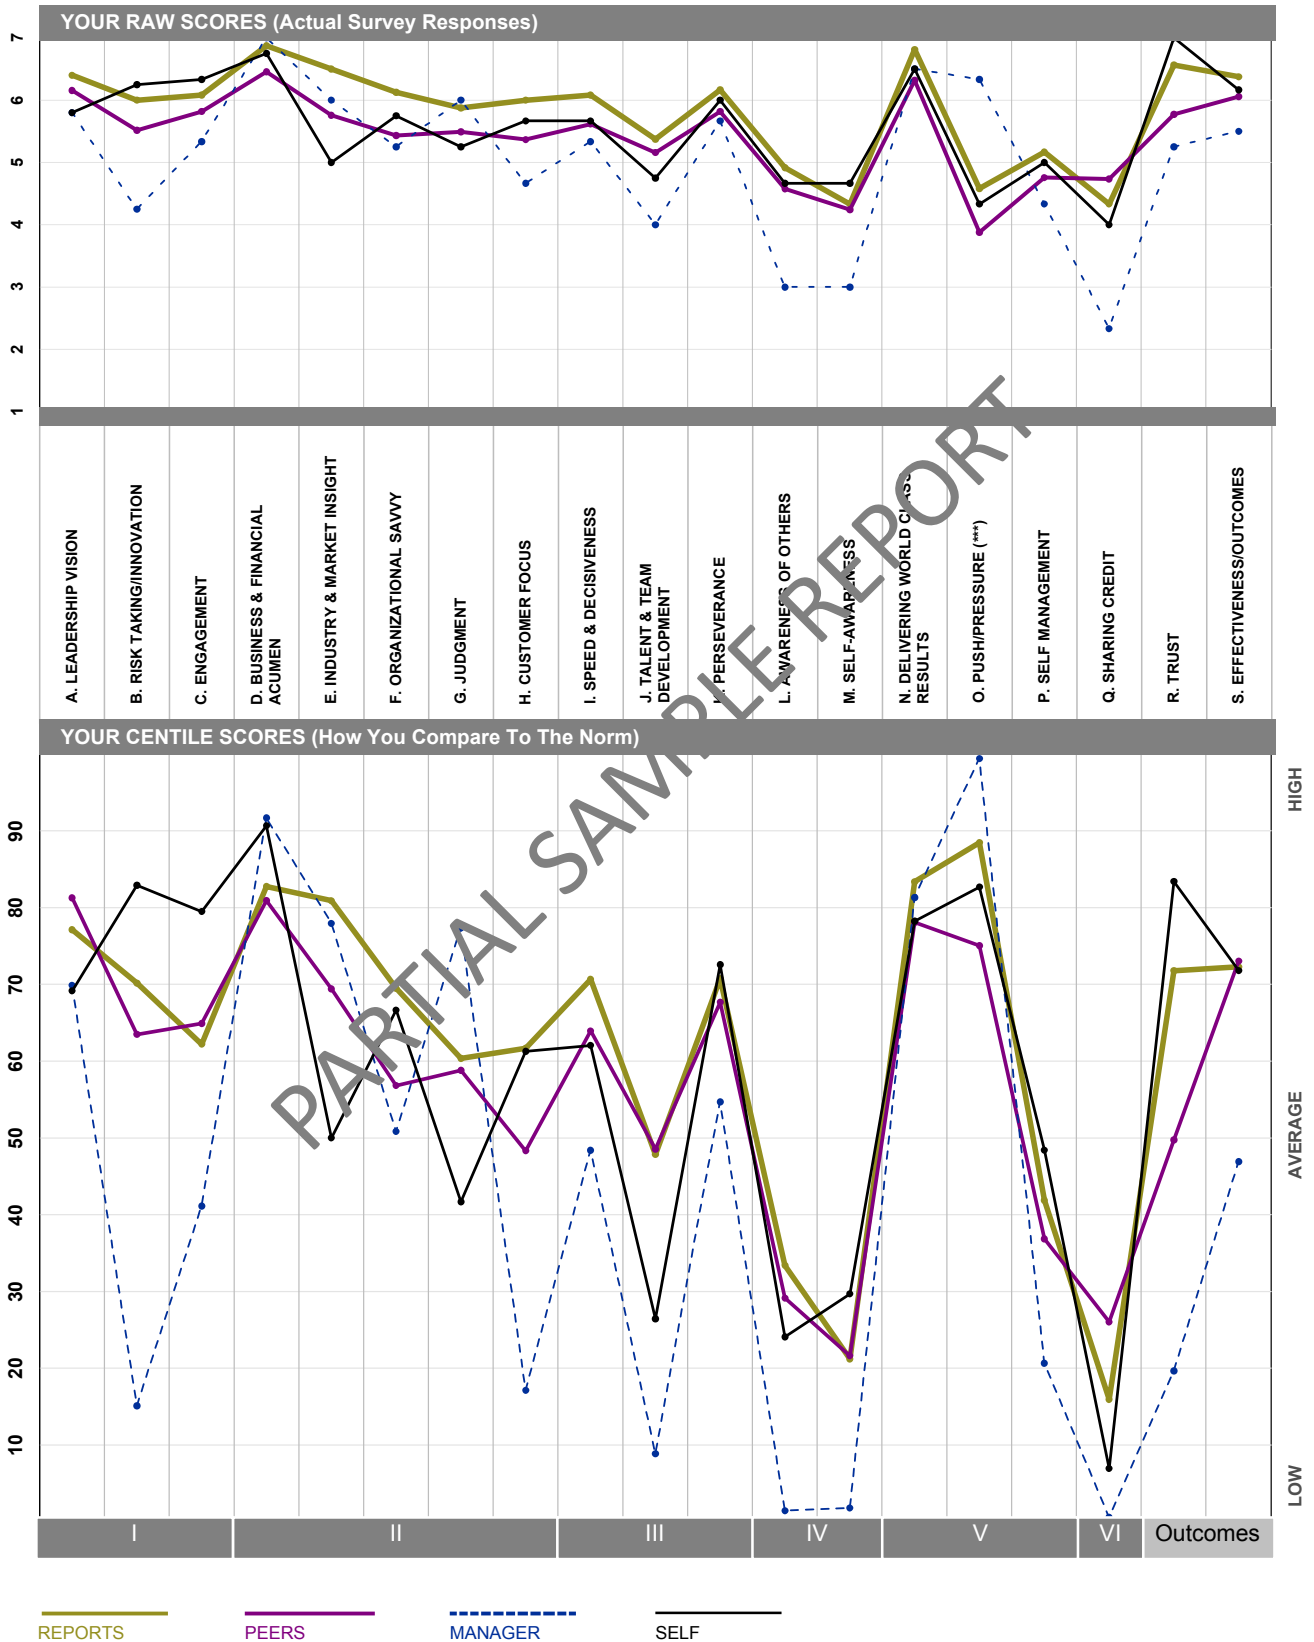 YOUR RAW SCORES (Actual Survey Responses)
7
6
5
4
3
2
1
A. LEADERSHIP VISION
B. RISK TAKING/INNOVATION
C. ENGAGEMENT
D. BUSINESS & FINANCIAL
ACUMEN
E. INDUSTRY & MARKET INSIGHT
F. ORGANIZATIONAL SAVVY
G. JUDGMENT
H. CUSTOMER FOCUS
I. SPEED & DECISIVENESS
J. TALENT & TEAM
DEVELOPMENT
K. PERSEVERANCE
L. AWARENESS OF OTHERS
M. SELF-AWARENESS
N. DELIVERING WORLD CLASS
RESULTS
O. PUSH/PRESSURE (***)
P. SELF MANAGEMENT
Q. SHARING CREDIT
R. TRUST
S. EFFECTIVENESS/OUTCOMES
PARTIAL SAMPLE REPORT
YOUR CENTILE SCORES (How You Compare To The Norm)
90
80
70
60
50
40
30
20
10
HIGH
AVERAGE
LOW
I II III IV V VI Outcomes
REPORTS PEERS MANAGER SELF